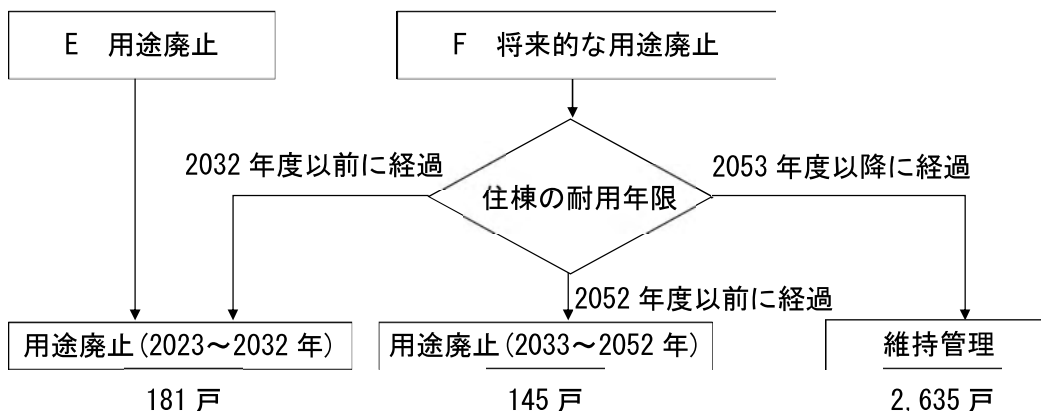 E 用途廃止
F 将来的な用途廃止
2032 年度以前に経過
2053 年度以降に経過
住棟の耐用年限
2052 年度以前に経過
用途廃止(2023～2032 年)
用途廃止(2033～2052 年)
維持管理
181 戸
145 戸
2,635 戸